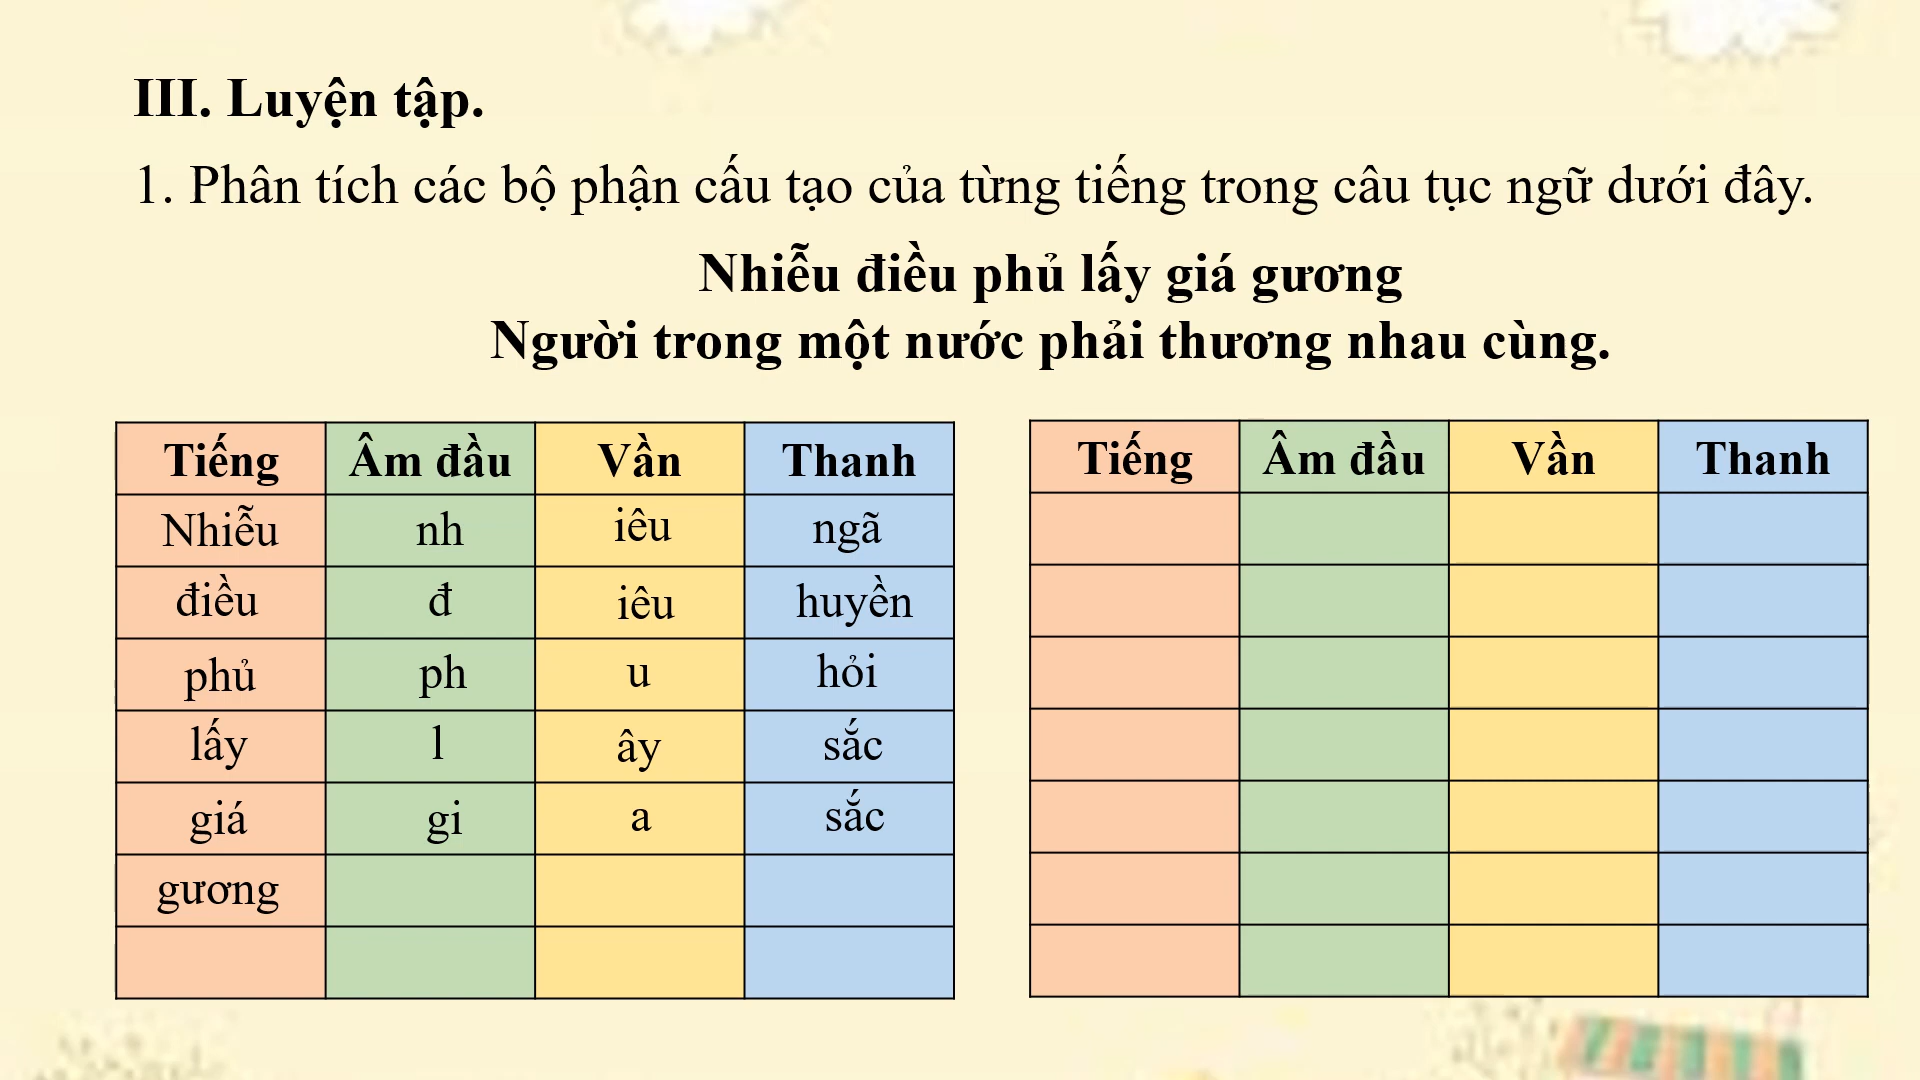 III. Luyện tập.
1. Phân tích các bộ phận cấu tạo của từng tiếng trong câu tục ngữ dưới đây.
Nhiễu điều phủ lấy giá gương
Người trong một nước phải thương nhau cùng.
Tiếng Âm đầu Vần Thanh
Nhiễu nh iêu ngã
điều đ iêu huyền
phủ ph u hỏi
lấy l ây sắc
giá gi a sắc
gương
Tiếng Âm đầu Vần Thanh